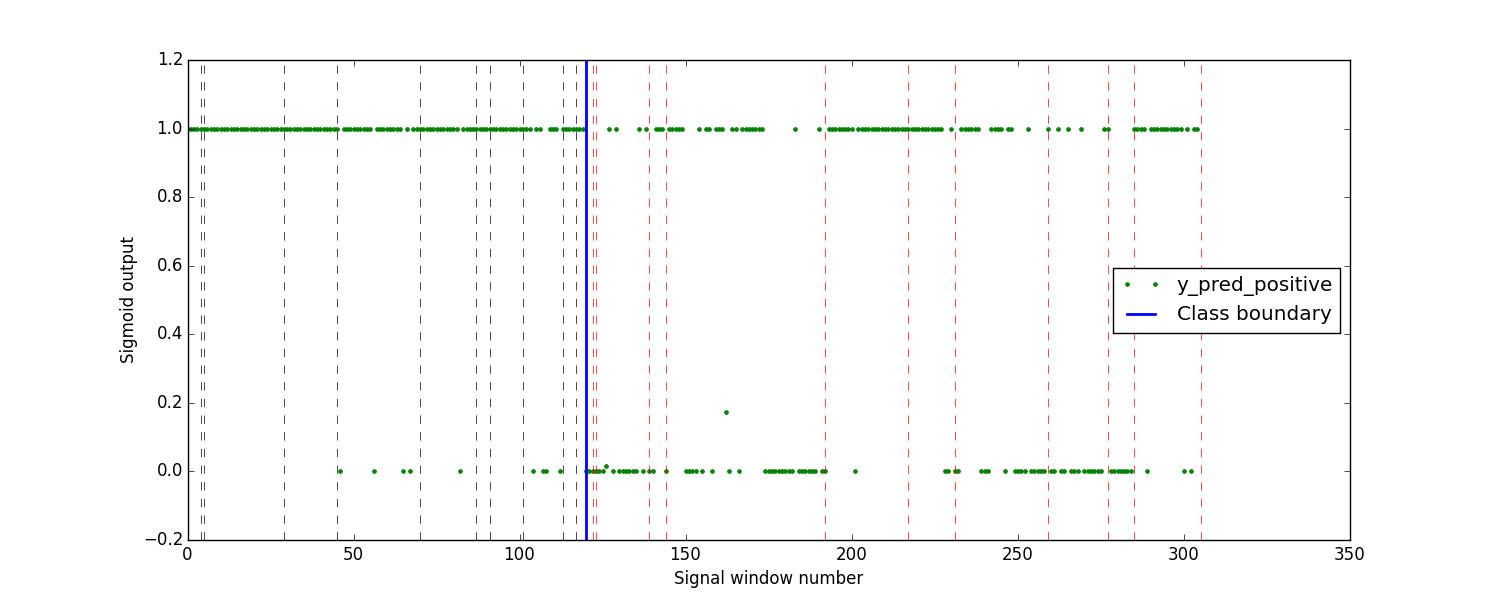 1.2
1.0
0.8
0.6
0.4
0.2
0.0
−0.2
0 50 100 150 200 250 300 350
Sigmoid output
Signal window number
y_pred_positive
Class boundary